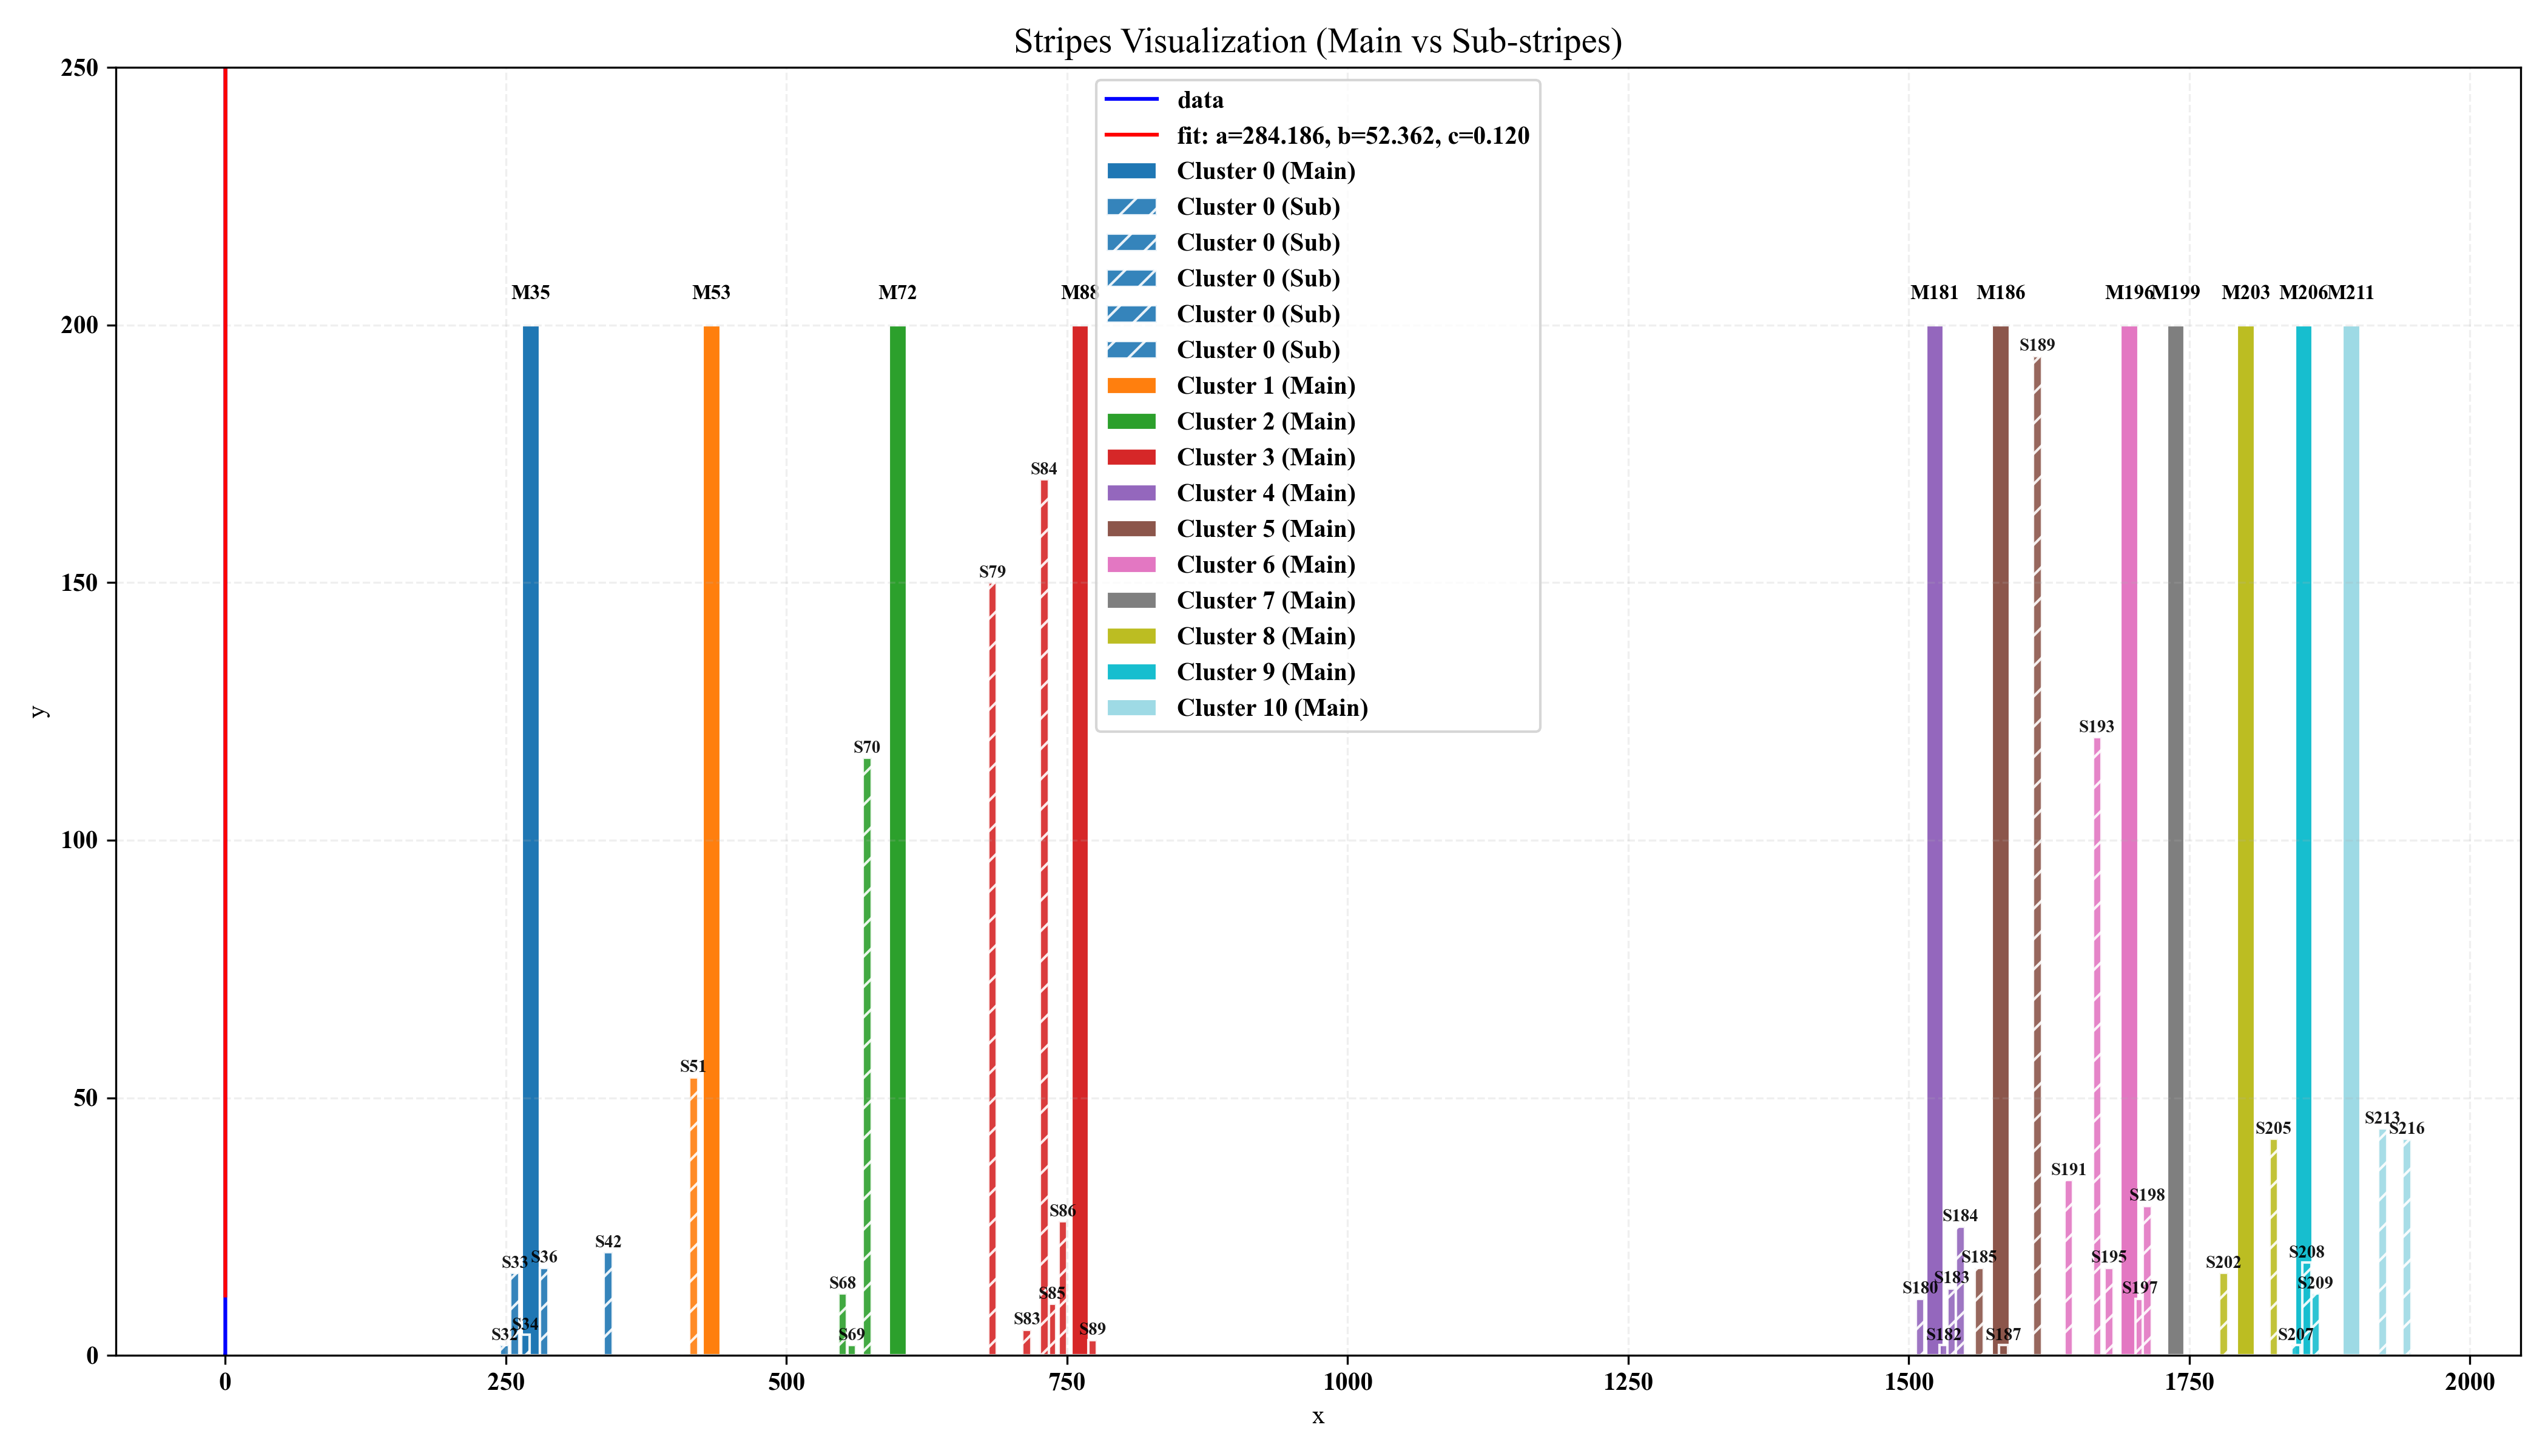 Stripes Visualization (Main vs Sub-stripes)
250
200
150
100
50
0
y
data
fit: a=284.186, b=52.362, c=0.120
Cluster 0 (Main)
Cluster 0 (Sub)
Cluster 0 (Sub)
Cluster 0 (Sub)
Cluster 0 (Sub)
Cluster 0 (Sub)
Cluster 1 (Main)
Cluster 2 (Main)
Cluster 3 (Main)
Cluster 4 (Main)
Cluster 5 (Main)
Cluster 6 (Main)
Cluster 7 (Main)
Cluster 8 (Main)
Cluster 9 (Main)
Cluster 10 (Main)
M35 M53 M72 M88 M181 M186 M196 M199 M203 M206 M211
S189
S84
S79
S193
S70
S51
S213
S205 S216
S191
S198
S184
S86
S42
S208
S33 S36 S185 S195 S202
S68 S183 S209
S180 S197
S85
S83
S34
S32 S69 S89 S182 S187 S207
0 250 500 750 1000 1250 1500 1750 2000
x